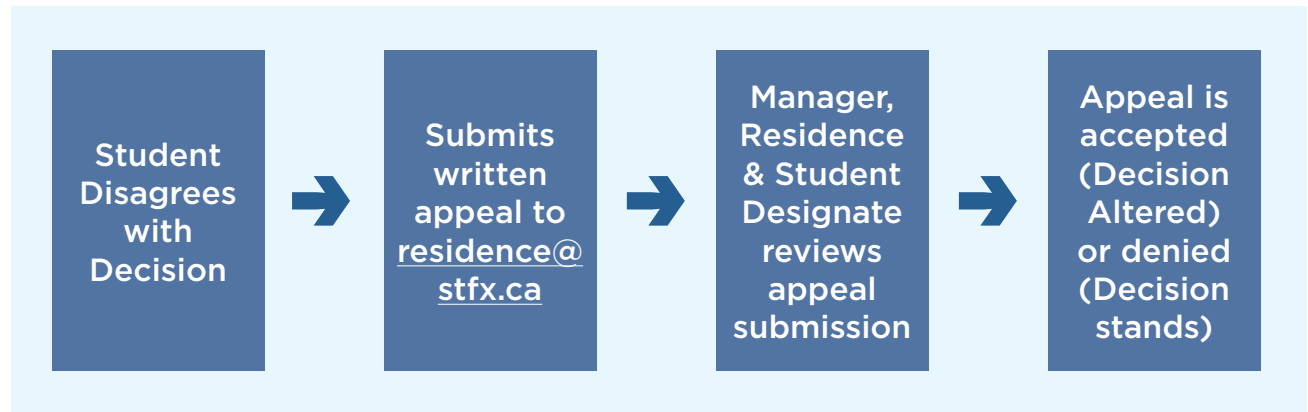 Student
Disagrees
with
Decision
Submits
written
appeal to
residence@
stfx.ca
Manager,
Residence
& Student
Designate
reviews
appeal
submission
Appeal is
accepted
(Decision
Altered)
or denied
(Decision
stands)